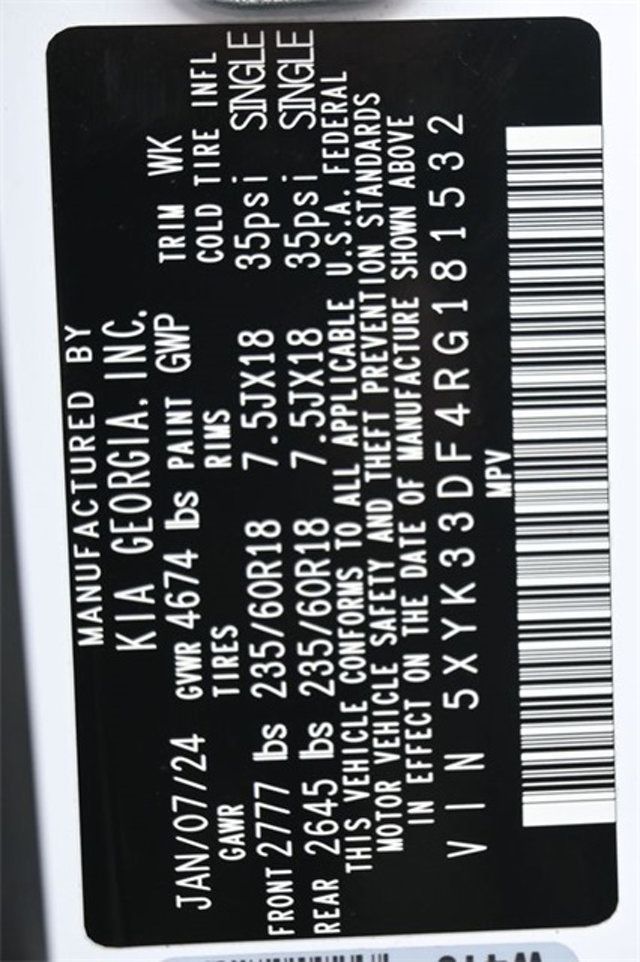 MANUFACTURED BY
KIA GEORGIA, INC.
JAN/07/24 GVWR 4674 lbs PAINT GWP TRIM WK
GAWR TIRES RIMS COLD TIRE INFL
FRONT 2777 lbs 235/60R18 7.5JX18 35psi SINGLE
REAR 2645 lbs 235/60R18 7.5JX18 35psi SINGLE
THIS VEHICLE CONFORMS TO ALL APPLICABLE U.S.A. FEDERAL
MOTOR VEHICLE SAFETY AND THEFT PREVENTION STANDARDS
IN EFFECT ON THE DATE OF MANUFACTURE SHOWN ABOVE
VIN 5XYK33DF4RG181532
MPV